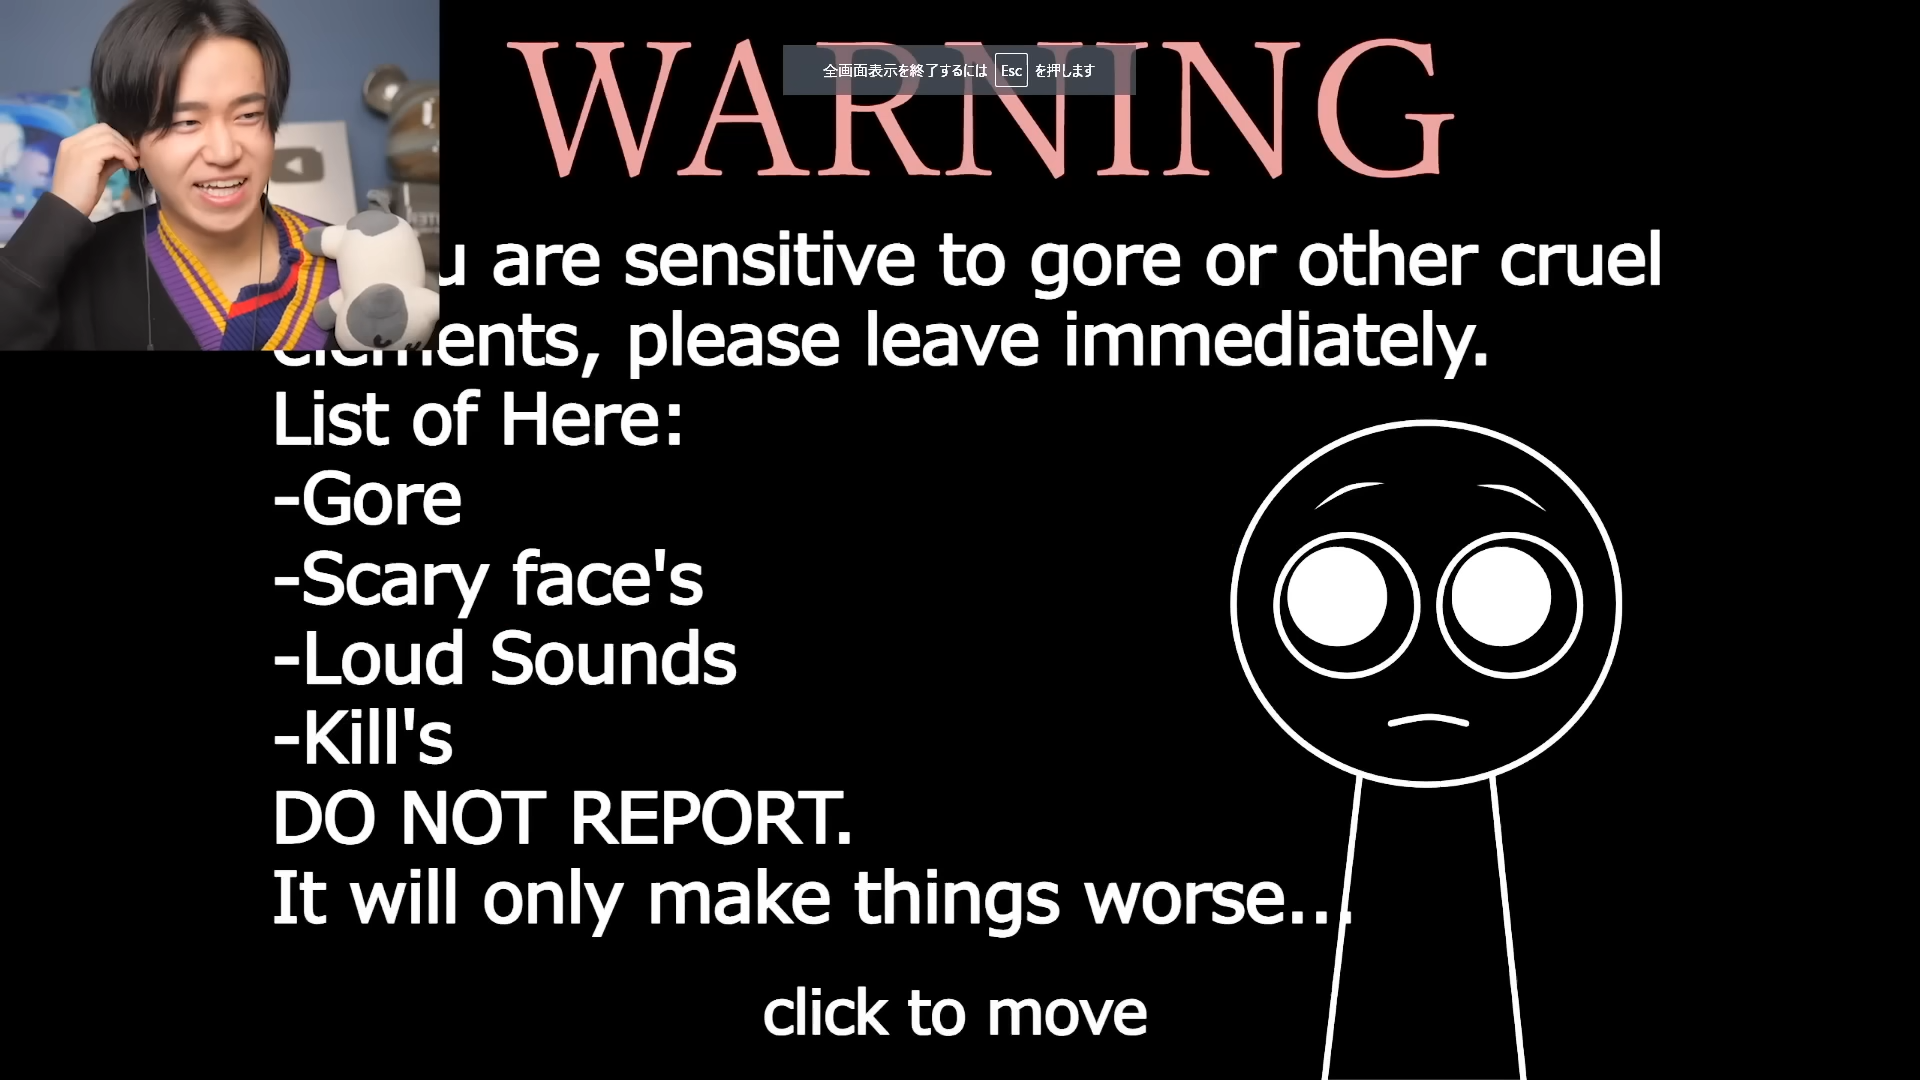 WARNING
全画面表示を終了するには Esc を押します
are sensitive to gore or other cruel
please leave immediately.
List of Here:
-Gore
-Scary face's
-Loud Sounds
-Kill's
DO NOT REPORT.
It will only make things worse...
click to move